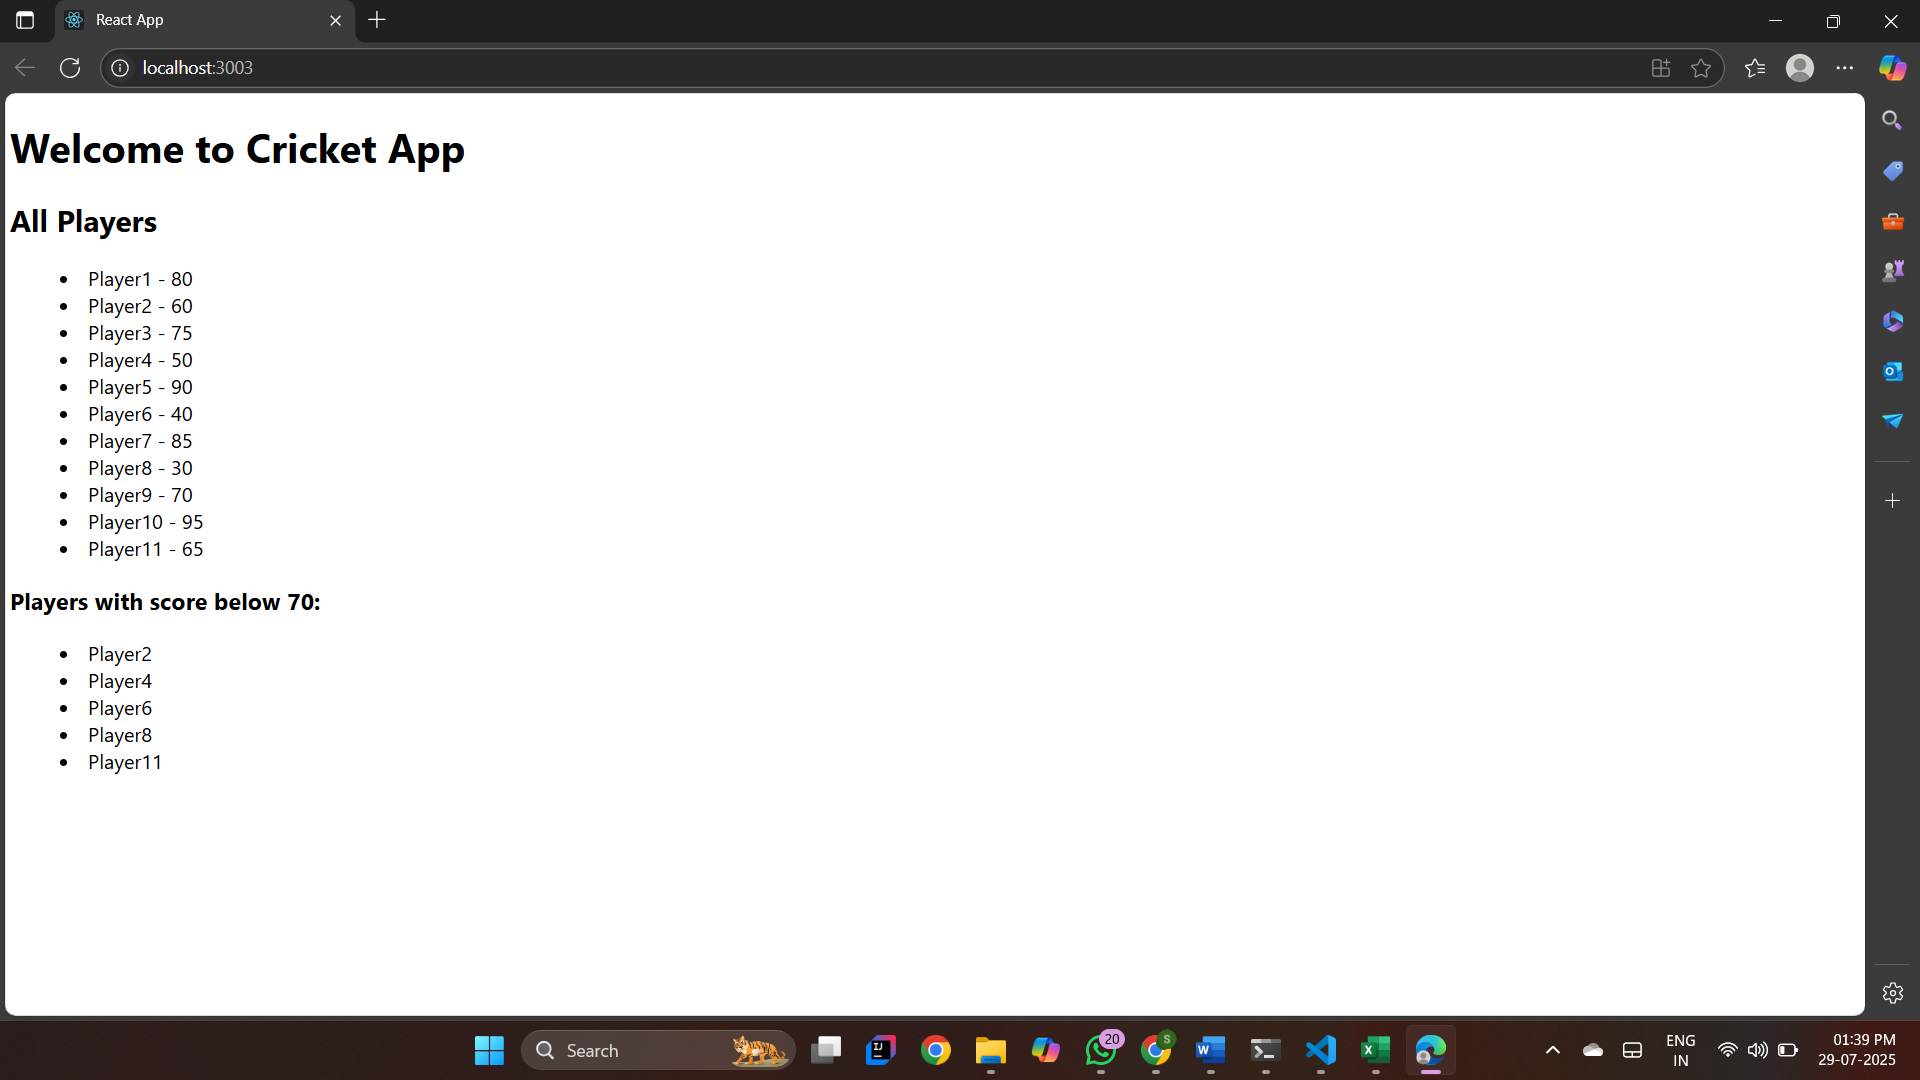 React App
localhost:3003
Welcome to Cricket App
All Players
Player1 - 80
Player2 - 60
Player3 - 75
Player4 - 50
Player5 - 90
Player6 - 40
Player7 - 85
Player8 - 30
Player9 - 70
Player10 - 95
Player11 - 65
Players with score below 70:
Player2
Player4
Player6
Player8
Player11
Search
20
S
ENG
IN
01:39 PM
29-07-2025